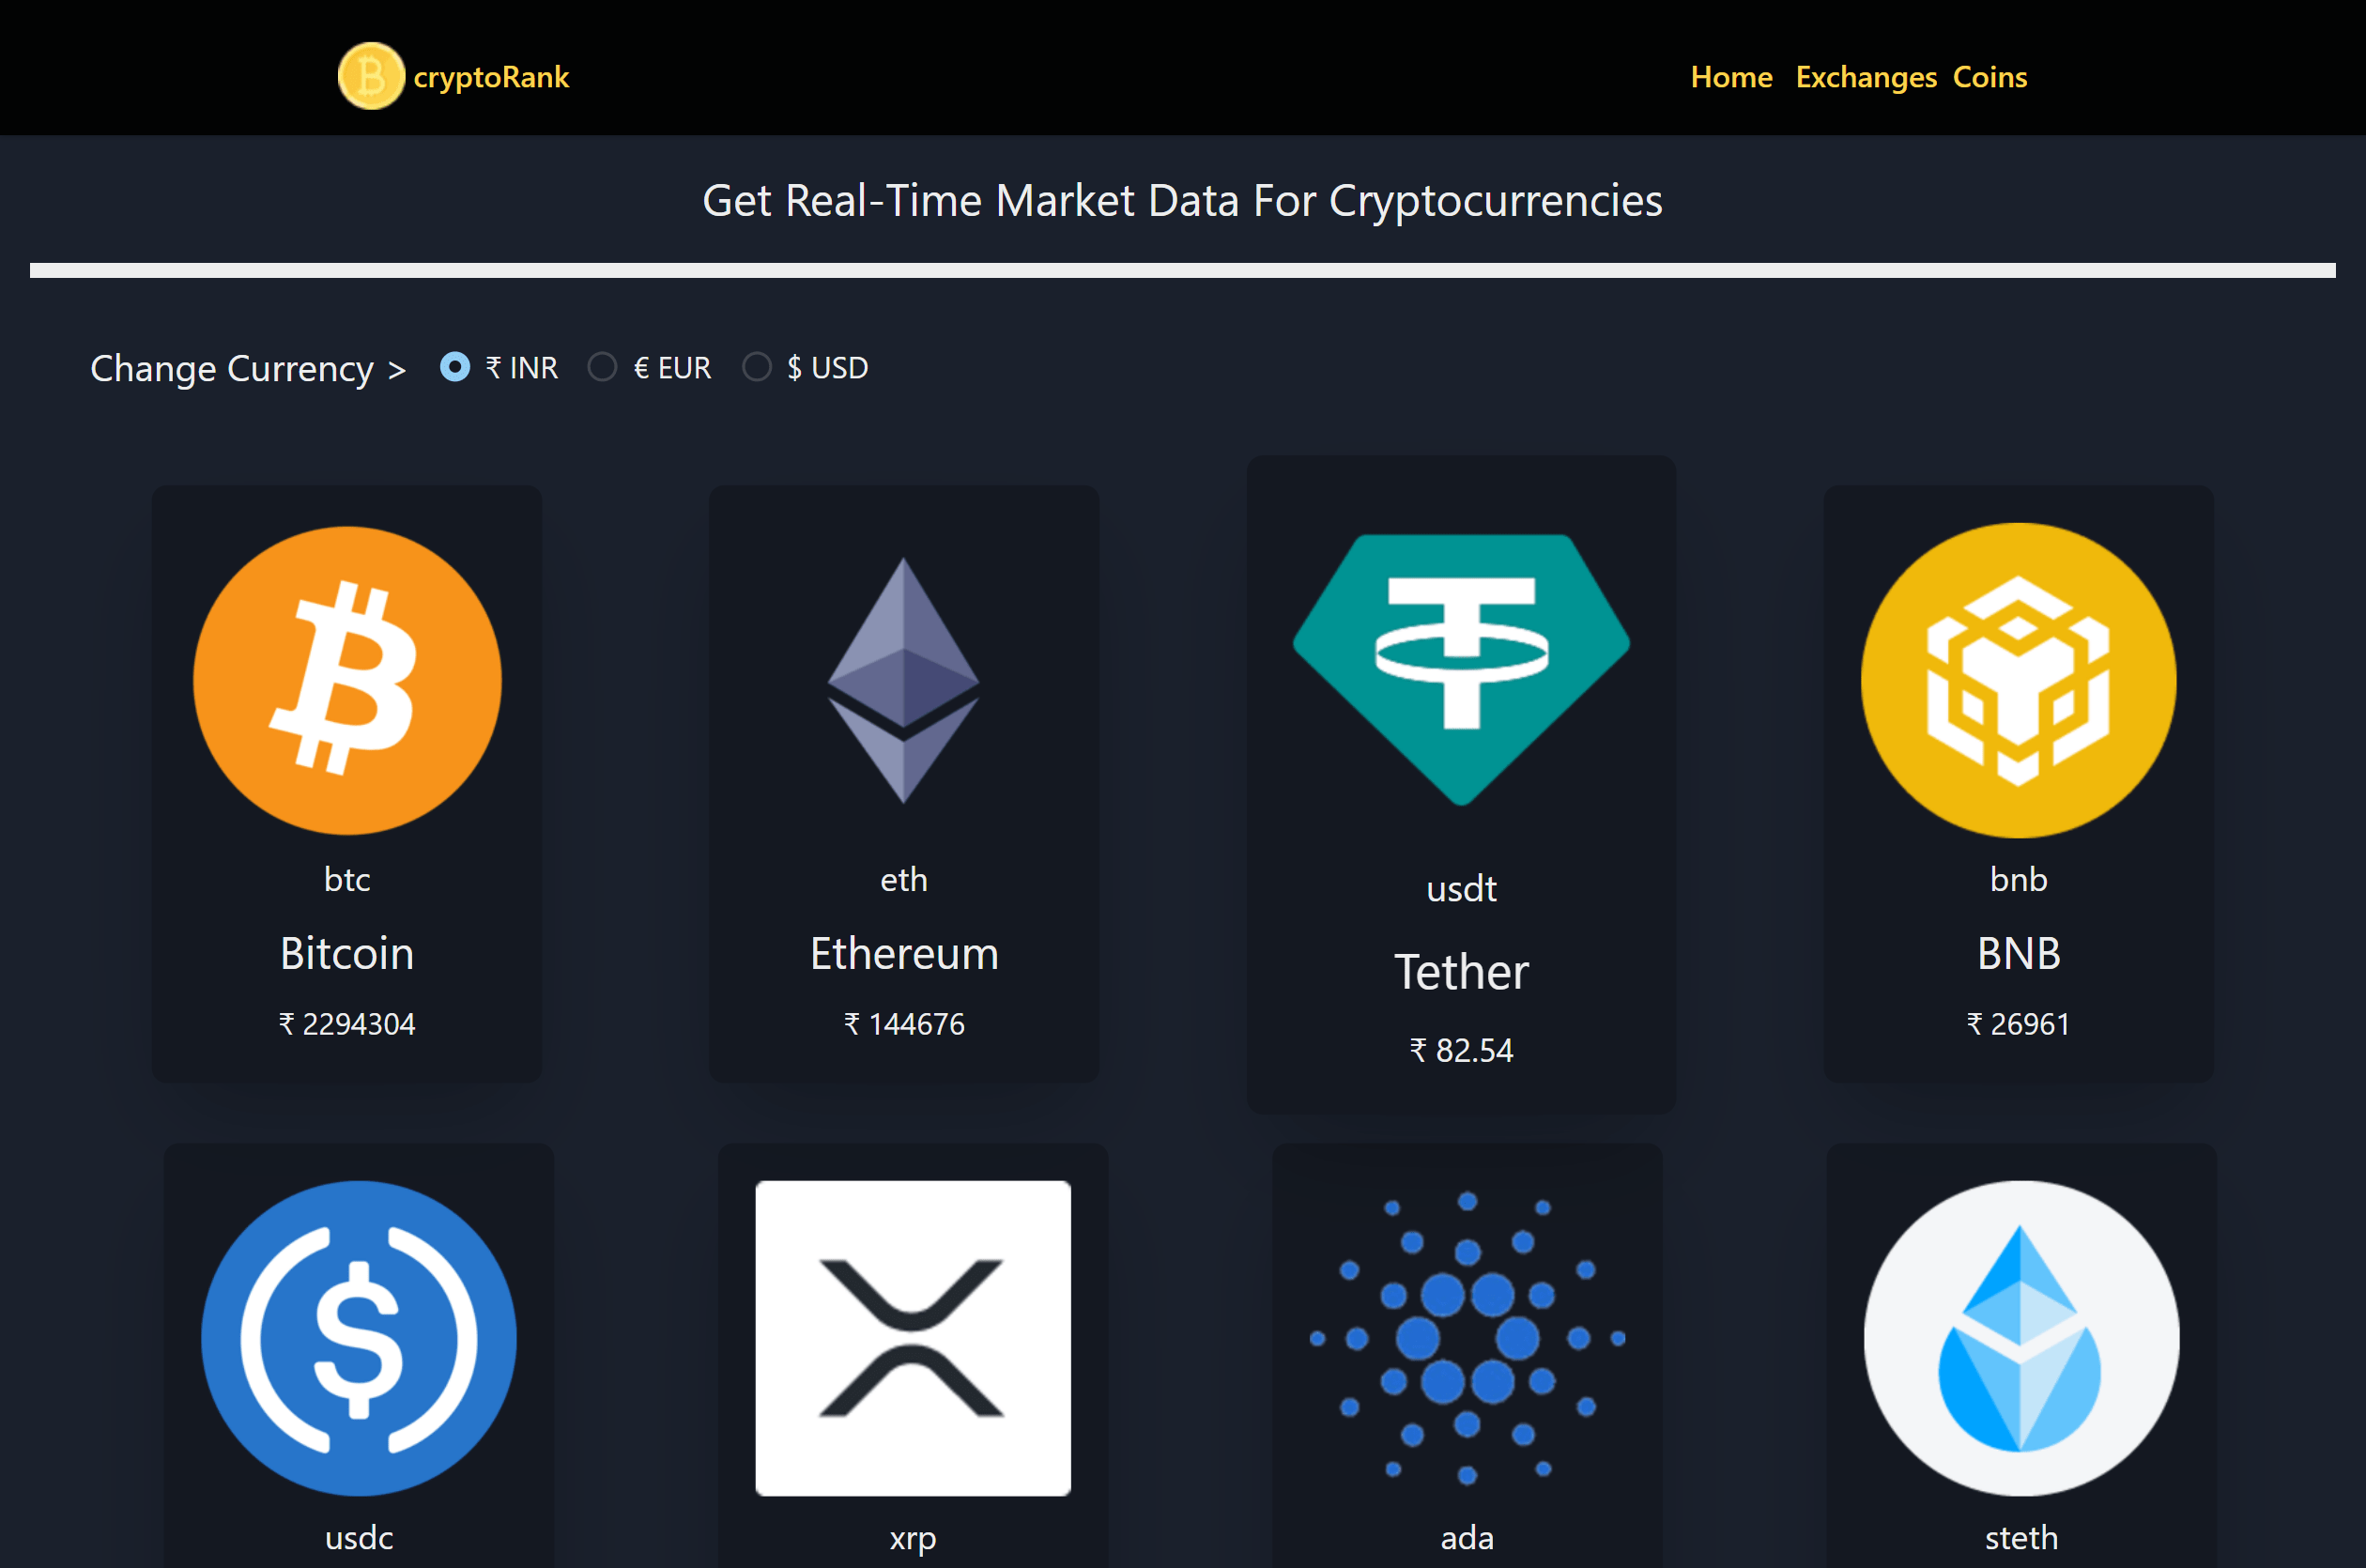 cryptoRank
Home Exchanges Coins
Get Real-Time Market Data For Cryptocurrencies
Change Currency > ₹ INR € EUR $ USD
btc
Bitcoin
₹ 2294304
eth
Ethereum
₹ 144676
usdt
Tether
₹ 82.54
bnb
BNB
₹ 26961
usdc
xrp
ada
steth